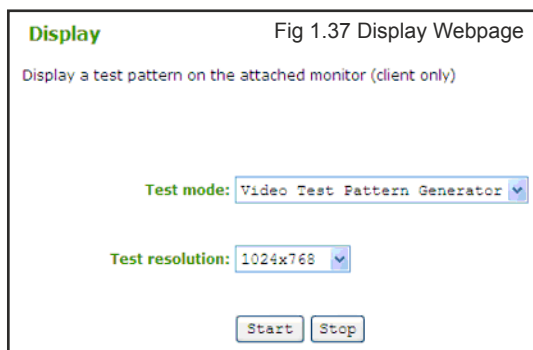 Display
Fig 1.37 Display Webpage
Display a test pattern on the attached monitor (client only)
Test mode: Video Test Pattern Generator
Test resolution: 1024x768
Start Stop